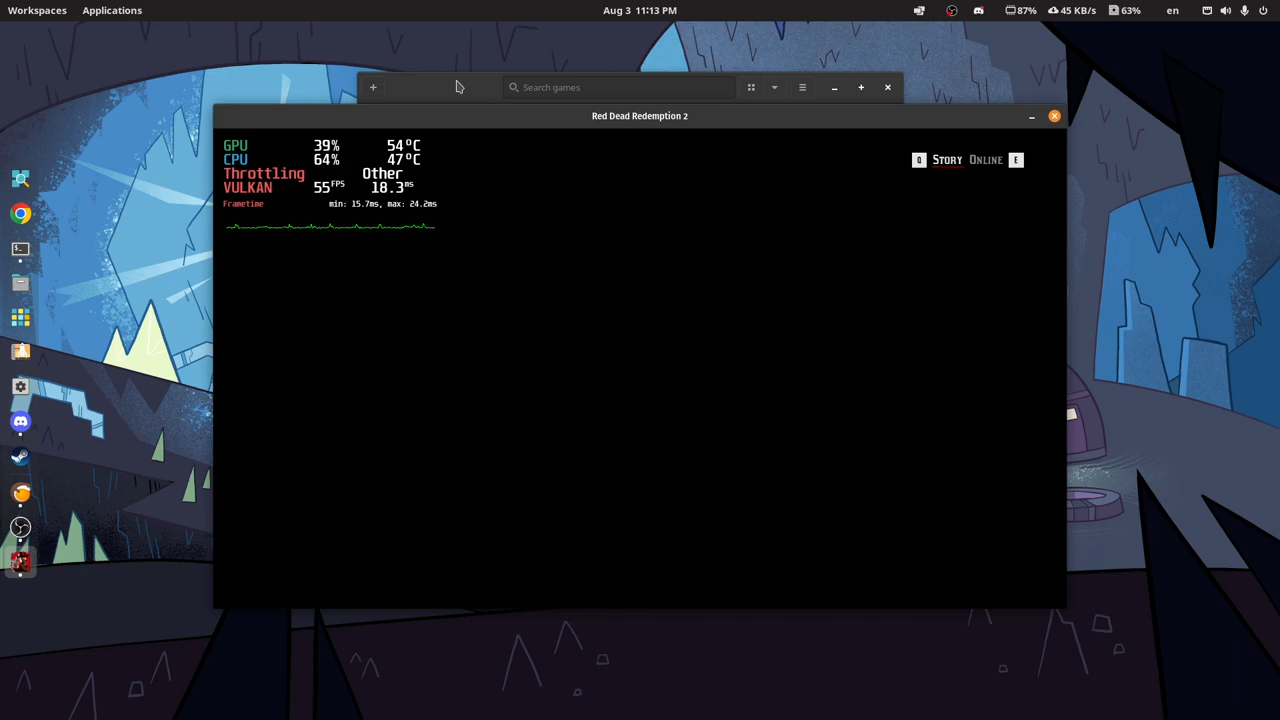 Workspaces Applications Aug 3 11:13 PM 87% 45 KB/s 63% en
+ Search games
Red Dead Redemption 2
GPU 39% 54°C
CPU 64% 47°C
Throttling Other
VULKAN 55FPS 18.3ms
Frametime min: 15.7ms, max: 24.2ms
Q STORY ONLINE E